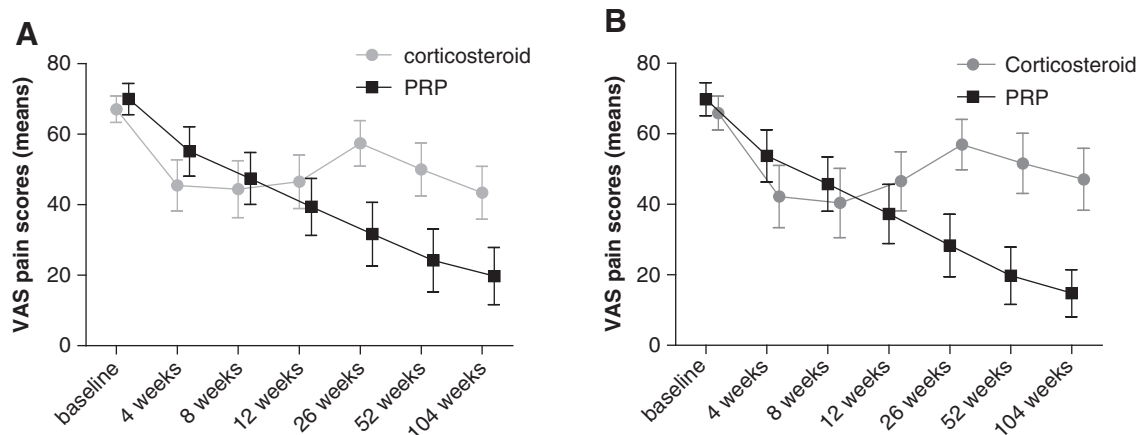 A
corticosteroid
PRP
VAS pain scores (means)
80
60
40
20
0
baseline
4 weeks
8 weeks
12 weeks
26 weeks
52 weeks
104 weeks
B
Corticosteroid
PRP
VAS pain scores (means)
80
60
40
20
0
baseline
4 weeks
8 weeks
12 weeks
26 weeks
52 weeks
104 weeks